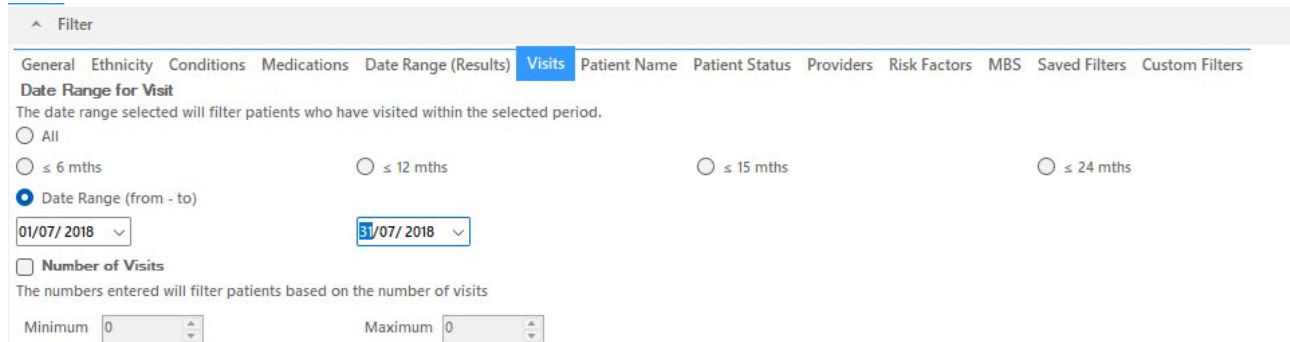 Filter
General Ethnicity Conditions Medications Date Range (Results) Visits Patient Name Patient Status Providers Risk Factors MBS Saved Filters Custom Filters
Date Range for Visit
The date range selected will filter patients who have visited within the selected period.
All
≤ 6 mths ≤ 12 mths ≤ 15 mths ≤ 24 mths
Date Range (from - to)
01/07/ 2018 31/07/ 2018
Number of Visits
The numbers entered will filter patients based on the number of visits
Minimum 0 Maximum 0